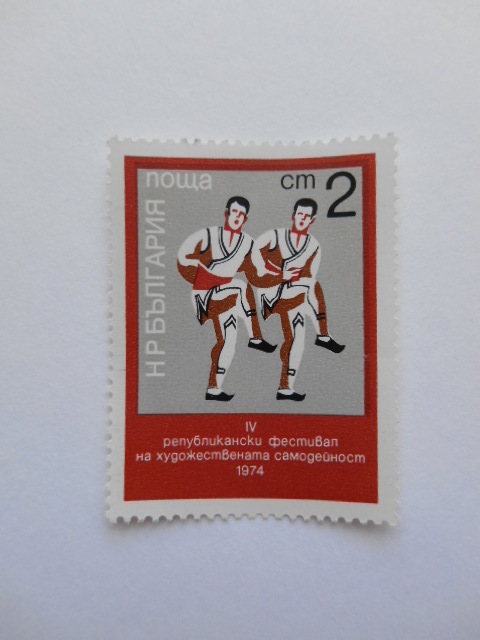 поща
ст 2
НР БЪЛГАРИЯ
IV
републикански фестивал
на художествената самодейност
1974